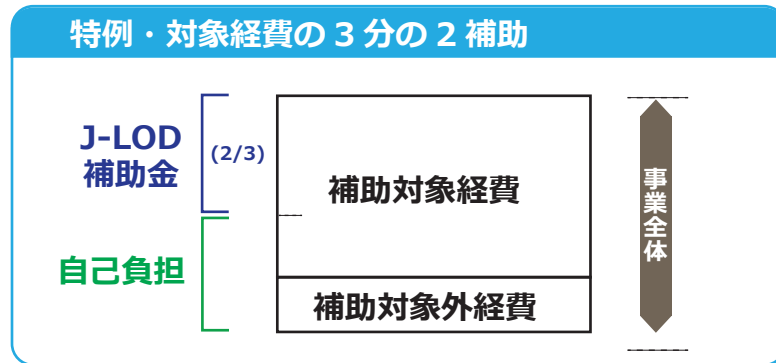 特例・対象経費の3分の2補助
J-LOD
補助金
(2/3)
補助対象経費
自己負担
補助対象外経費
事業全体